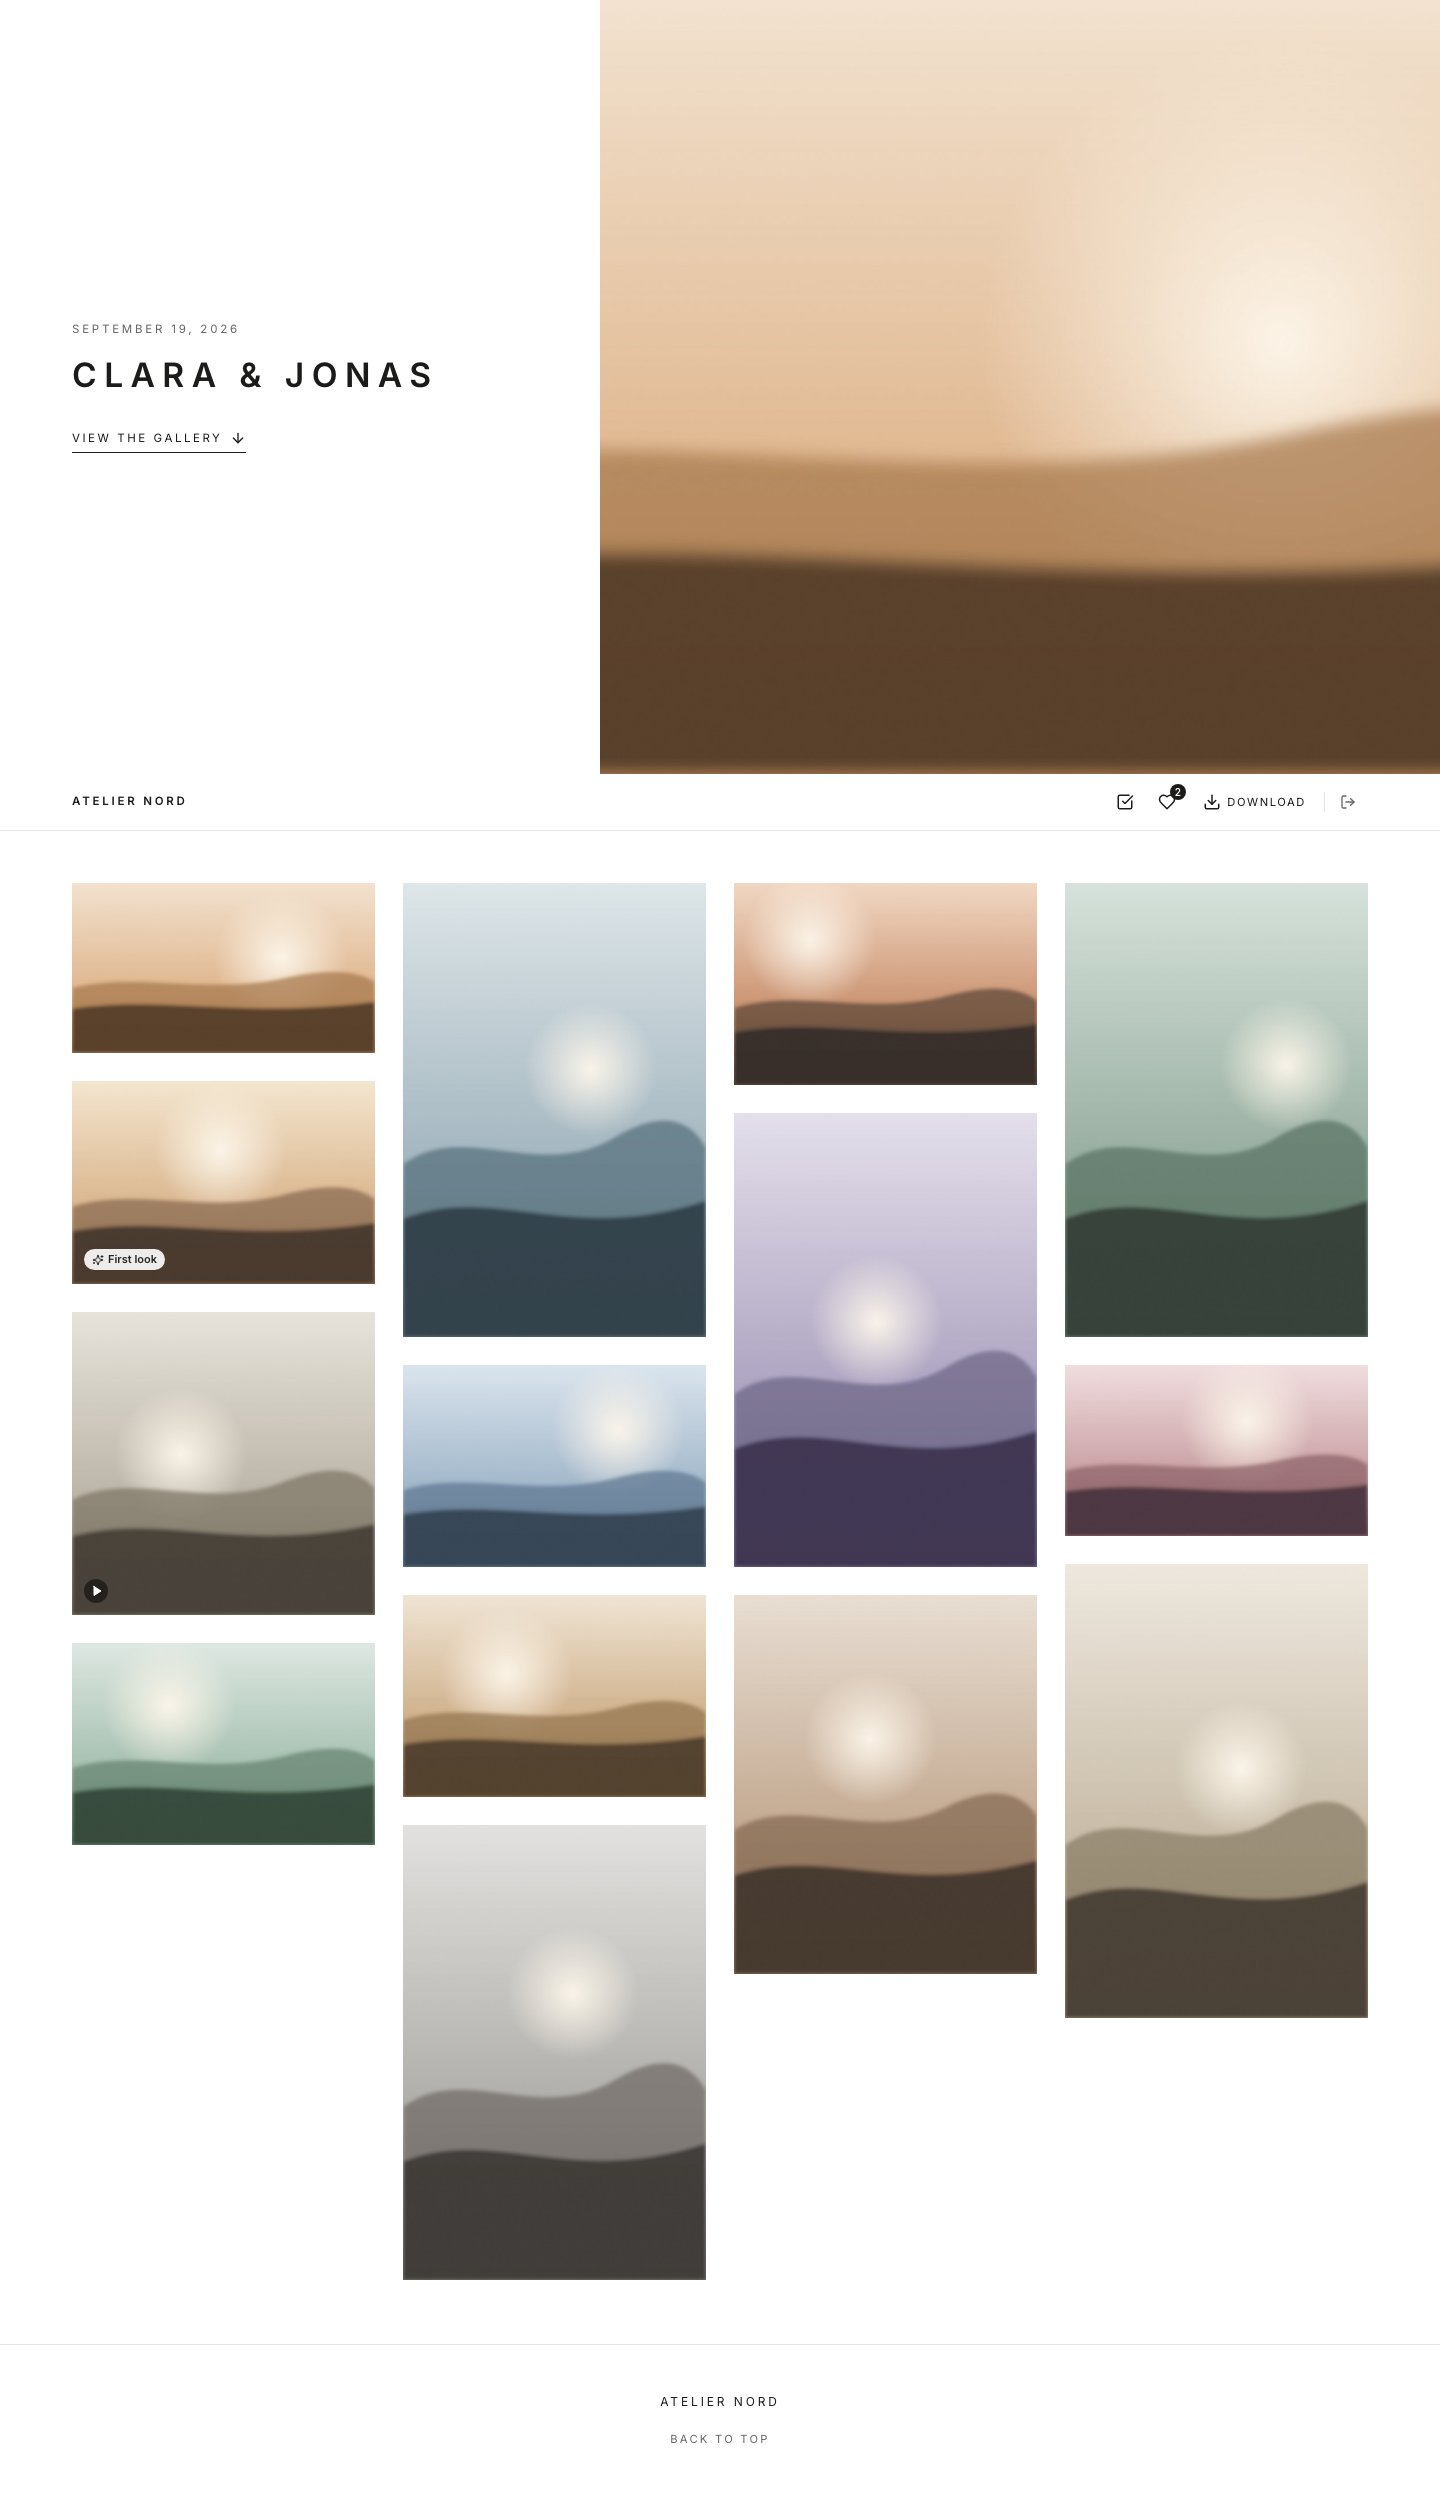 SEPTEMBER 19, 2026
CLARA & JONAS
VIEW THE GALLERY
ATELIER NORD
2
DOWNLOAD
First look
ATELIER NORD
BACK TO TOP